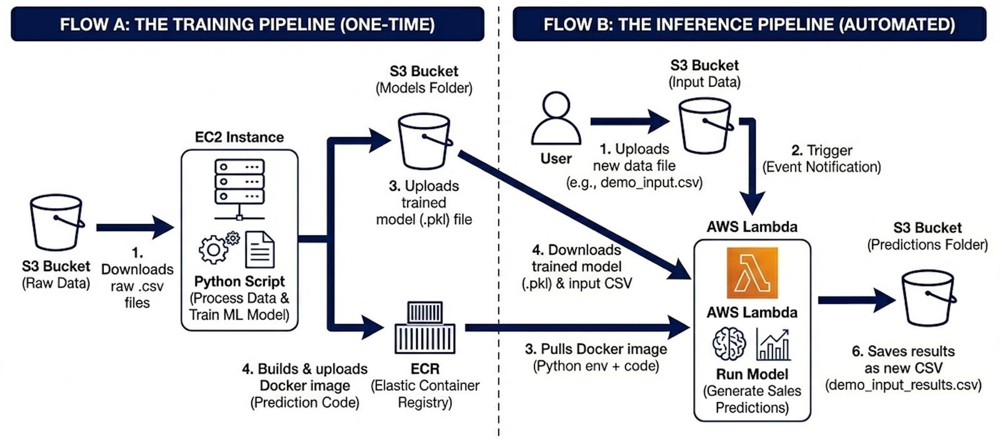 FLOW A: THE TRAINING PIPELINE (ONE-TIME)
S3 Bucket
(Raw Data)
1.
Downloads
raw .csv
files
EC2 Instance
Python Script
(Process Data &
Train ML Model)
S3 Bucket
(Models Folder)
3. Uploads
trained
model (.pkl) file
4. Builds & uploads
Docker image
(Prediction Code)
ECR
(Elastic Container
Registry)
FLOW B: THE INFERENCE PIPELINE (AUTOMATED)
User
1. Uploads
new data file
(e.g., demo_input.csv)
S3 Bucket
(Input Data)
2. Trigger
(Event Notification)
4. Downloads
trained model
(.pkl) & input CSV
3. Pulls Docker image
(Python env + code)
AWS Lambda
AWS Lambda
Run Model
(Generate Sales
Predictions)
S3 Bucket
(Predictions Folder)
6. Saves results
as new CSV
(demo_input_results.csv)